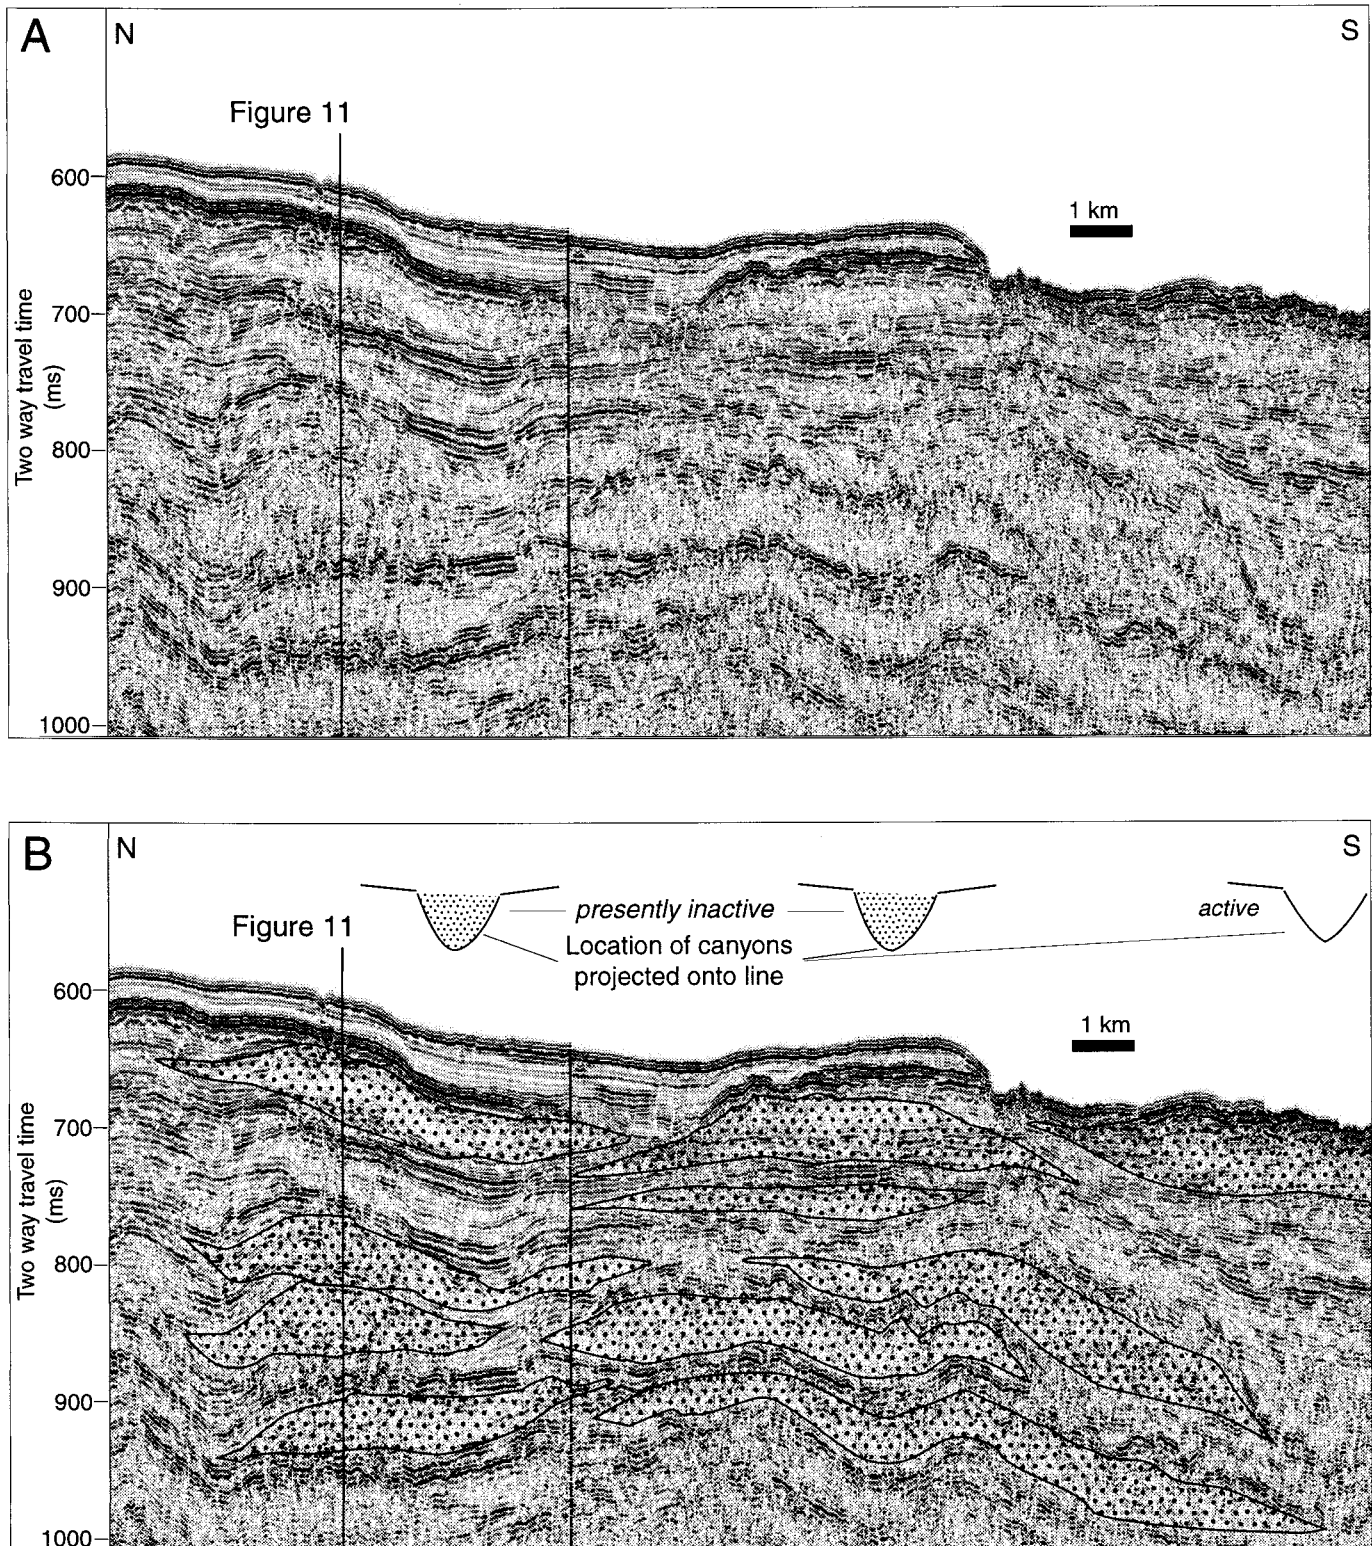 A
N
S
Figure 11
600
1 km
700
Two way travel time
(ms)
800
900
1000
B
N
S
presently inactive
active
Figure 11
Location of canyons
projected onto line
600
1 km
700
Two way travel time
(ms)
800
900
1000